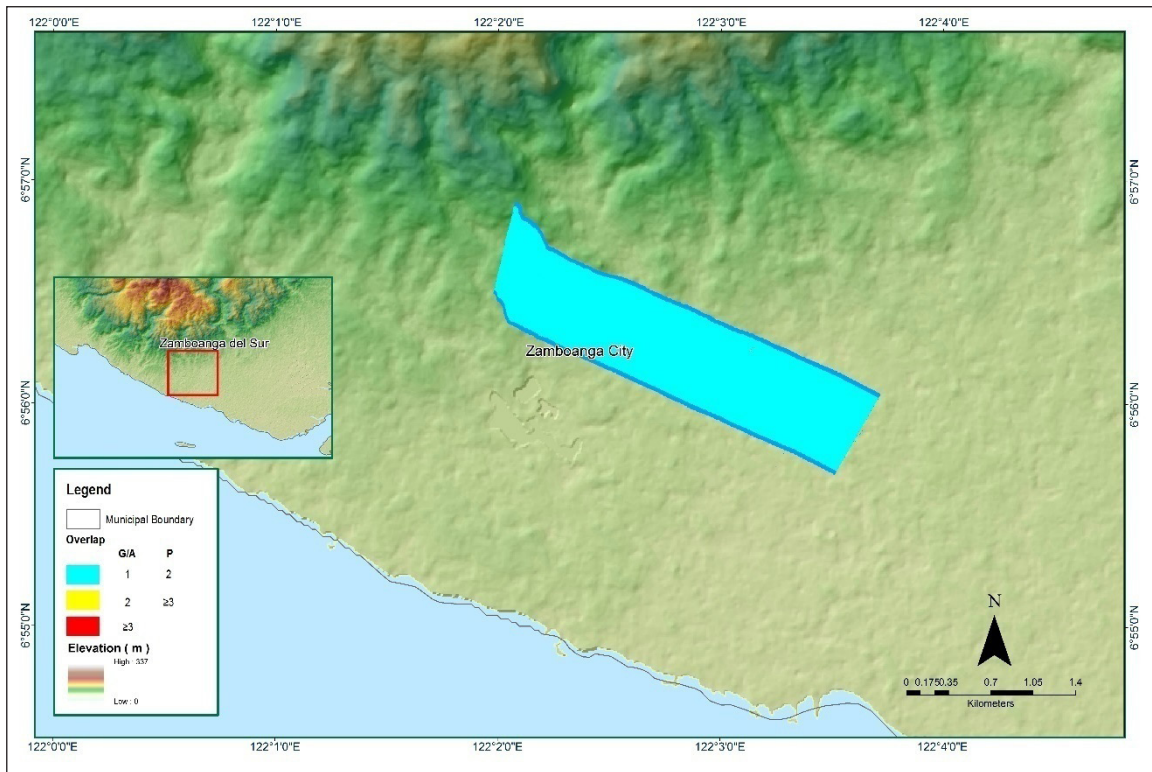 122°0'0"E 122°1'0"E 122°2'0"E 122°3'0"E 122°4'0"E
6°57'0"N 6°57'0"N
Zamboanga del Sur
Zamboanga City
6°56'0"N 6°56'0"N
Legend
Municipal Boundary
Overlap
G/A P
1 2
2 ≥3
≥3
Elevation ( m )
High : 337
Low : 0
6°55'0"N 6°55'0"N
N
0 0.1750.35 0.7 1.05 1.4
Kilometers
122°0'0"E 122°1'0"E 122°2'0"E 122°3'0"E 122°4'0"E